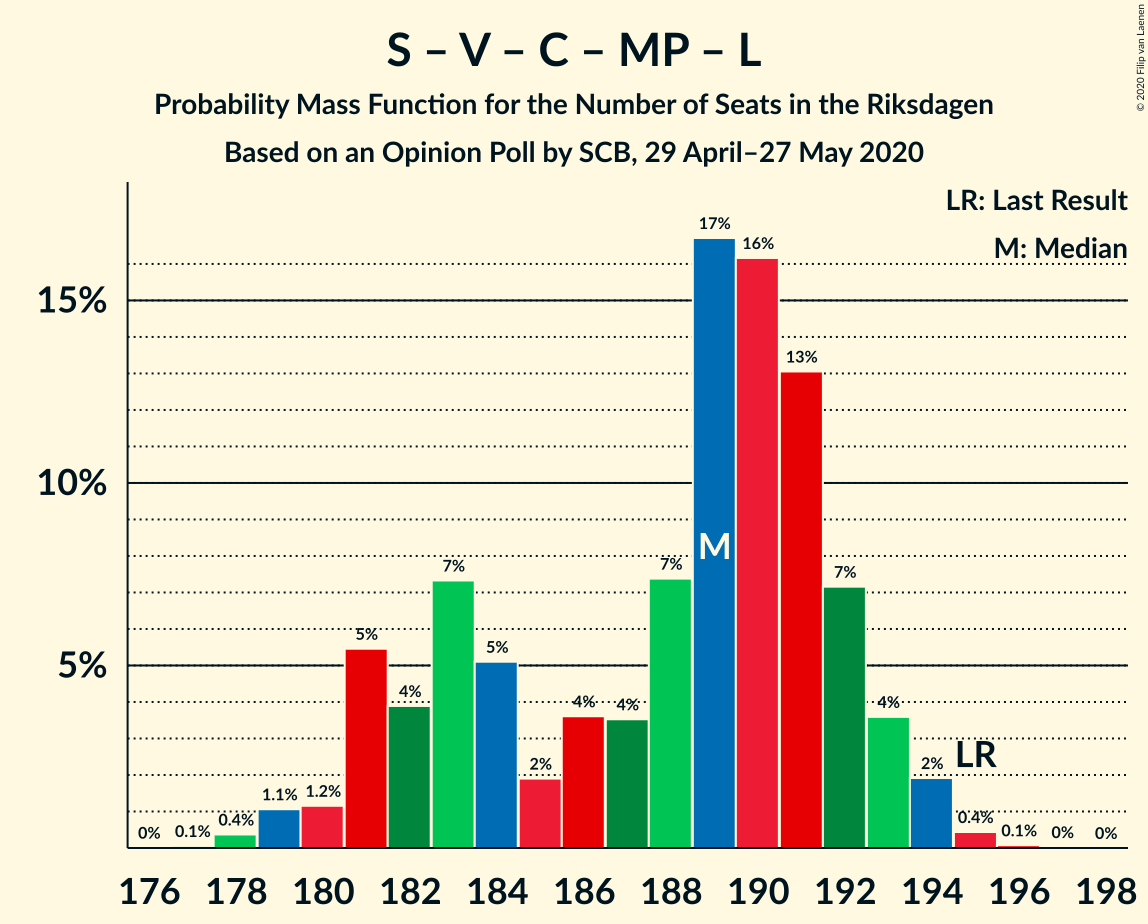 S – V – C – MP – L
Probability Mass Function for the Number of Seats in the Riksdagen
Based on an Opinion Poll by SCB, 29 April–27 May 2020
© 2020 Filip van Laenen
LR: Last Result
M: Median
15%
10%
5%
0% 0.1% 0.4% 1.1% 1.2% 5% 4% 7% 5% 2% 4% 4% 7% 17% 16% 13% 7% 4% 2% 0.4% 0.1% 0% 0%
M
LR
176 178 180 182 184 186 188 190 192 194 196 198